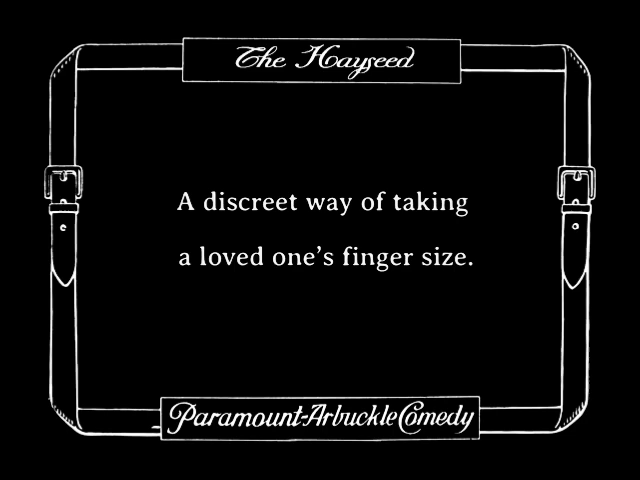 The Hayseed
A discreet way of taking
a loved one’s finger size.
Paramount-Arbuckle Comedy